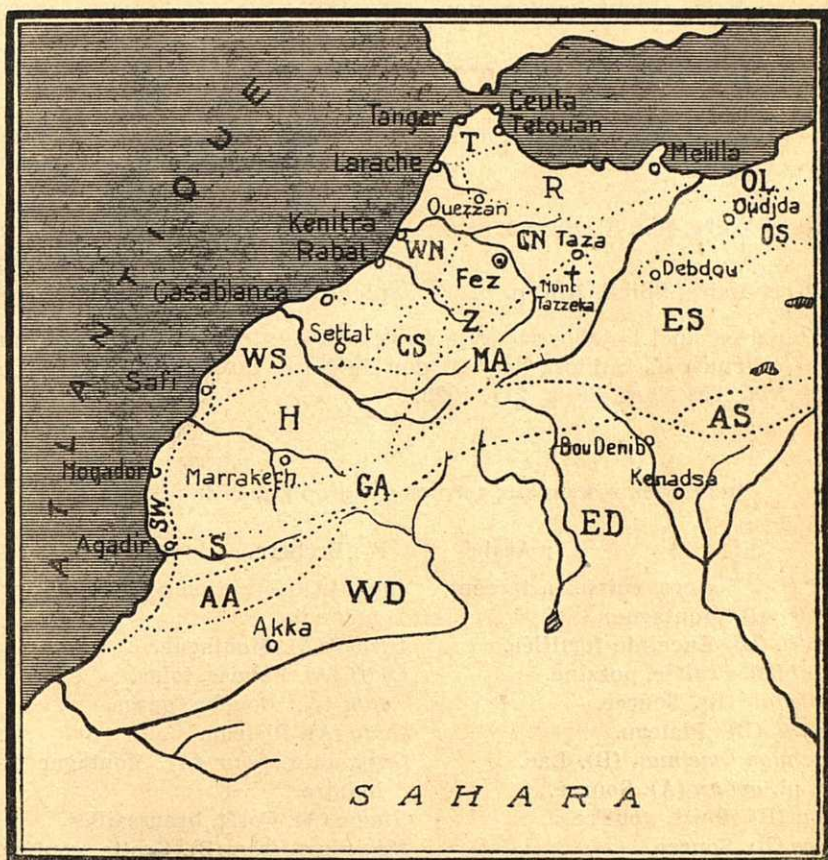 ATLANTIQUE
Tanger
Ceuta
Tetouan
T
Larache
R
Melilla
Ouezzan
OL
Oudjda
OS
Kenitra
Rabat
WN
CN
Taza
Fez
Mont
Tazzeka
Debdou
Casablanca
Settat
CS
Z
ES
WS
MA
Safi
H
AS
Bou Denib
Mogador
Marrakech
GA
Kenadsa
SW
ED
Agadir
S
AA
WD
Akka
SAHARA